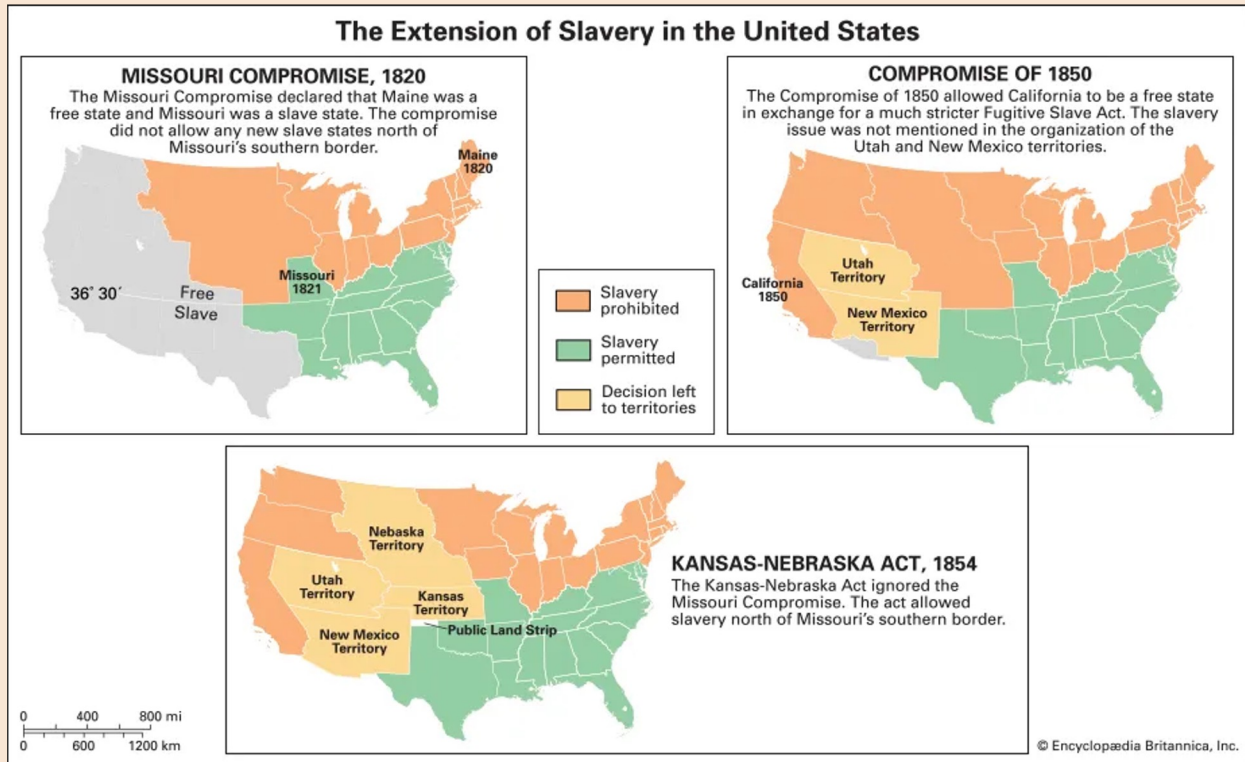 The Extension of Slavery in the United States
MISSOURI COMPROMISE, 1820
The Missouri Compromise declared that Maine was a
free state and Missouri was a slave state. The compromise
did not allow any new slave states north of
Missouri's southern border.
Maine
1820
Missouri
1821
36° 30´
Free
Slave
Slavery
prohibited
Slavery
permitted
Decision left
to territories
COMPROMISE OF 1850
The Compromise of 1850 allowed California to be a free state
in exchange for a much stricter Fugitive Slave Act. The slavery
issue was not mentioned in the organization of the
Utah and New Mexico territories.
Utah
Territory
California
1850
New Mexico
Territory
Nebaska
Territory
Utah
Territory
Kansas
Territory
New Mexico
Territory
Public Land Strip
KANSAS-NEBRASKA ACT, 1854
The Kansas-Nebraska Act ignored the
Missouri Compromise. The act allowed
slavery north of Missouri's southern border.
0 400 800 mi
0 600 1200 km
© Encyclopædia Britannica, Inc.